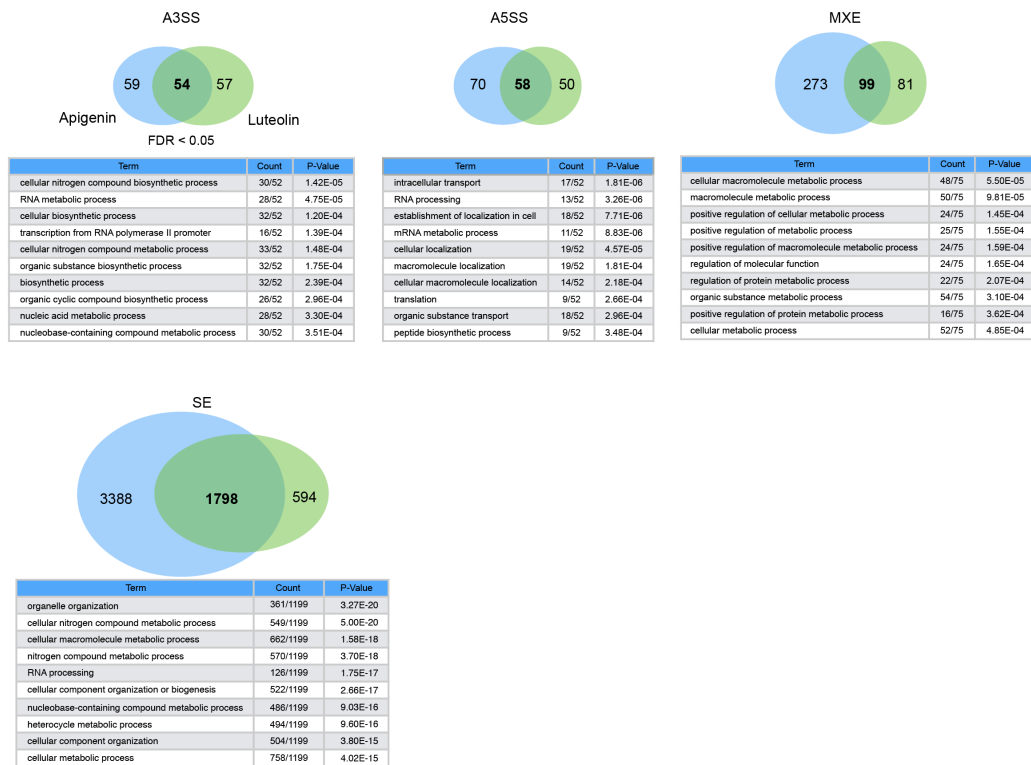 A3SS
59 54 57
Apigenin
Luteolin
FDR < 0.05
Term Count P-Value
cellular nitrogen compound biosynthetic process 30/52 1.42E-05
RNA metabolic process 28/52 4.75E-05
cellular biosynthetic process 32/52 1.20E-04
transcription from RNA polymerase II promoter 16/52 1.39E-04
cellular nitrogen compound metabolic process 33/52 1.48E-04
organic substance biosynthetic process 32/52 1.75E-04
biosynthetic process 32/52 2.39E-04
organic cyclic compound biosynthetic process 26/52 2.96E-04
nucleic acid metabolic process 28/52 3.30E-04
nucleobase-containing compound metabolic process 30/52 3.51E-04
A5SS
70 58 50
Term Count P-Value
intracellular transport 17/52 1.81E-06
RNA processing 13/52 3.26E-06
establishment of localization in cell 18/52 7.71E-06
mRNA metabolic process 11/52 8.83E-06
cellular localization 19/52 4.57E-05
macromolecule localization 19/52 1.81E-04
cellular macromolecule localization 14/52 2.18E-04
translation 9/52 2.66E-04
organic substance transport 18/52 2.96E-04
peptide biosynthetic process 9/52 3.48E-04
MXE
273 99 81
Term Count P-Value
cellular macromolecule metabolic process 48/75 5.50E-05
macromolecule metabolic process 50/75 9.81E-05
positive regulation of cellular metabolic process 24/75 1.45E-04
positive regulation of metabolic process 25/75 1.55E-04
positive regulation of macromolecule metabolic process 24/75 1.59E-04
regulation of molecular function 24/75 1.65E-04
regulation of protein metabolic process 22/75 2.07E-04
organic substance metabolic process 54/75 3.10E-04
positive regulation of protein metabolic process 16/75 3.62E-04
cellular metabolic process 52/75 4.85E-04
SE
3388 1798 594
Term Count P-Value
organelle organization 361/1199 3.27E-20
cellular nitrogen compound metabolic process 549/1199 5.00E-20
cellular macromolecule metabolic process 662/1199 1.58E-18
nitrogen compound metabolic process 570/1199 3.70E-18
RNA processing 126/1199 1.75E-17
cellular component organization or biogenesis 522/1199 2.66E-17
nucleobase-containing compound metabolic process 486/1199 9.03E-16
heterocycle metabolic process 494/1199 9.60E-16
cellular component organization 504/1199 3.80E-15
cellular metabolic process 758/1199 4.02E-15